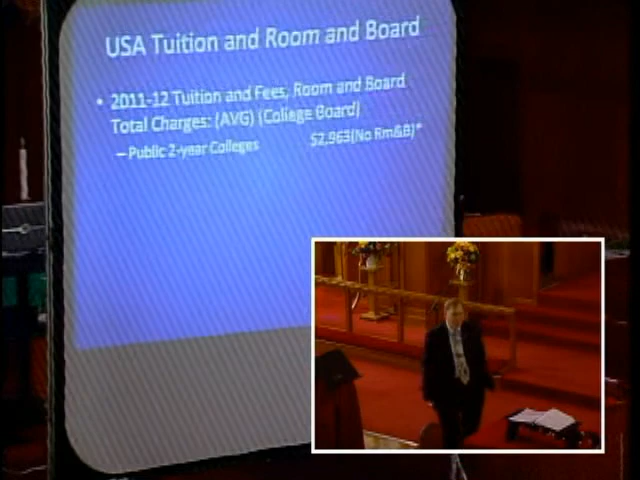 USA Tuition and Room and Board
• 2011-12 Tuition and Fees, Room and Board
Total Charges: (AVG) (College Board)
– Public 2-year Colleges $2,963(No Rm&B)*